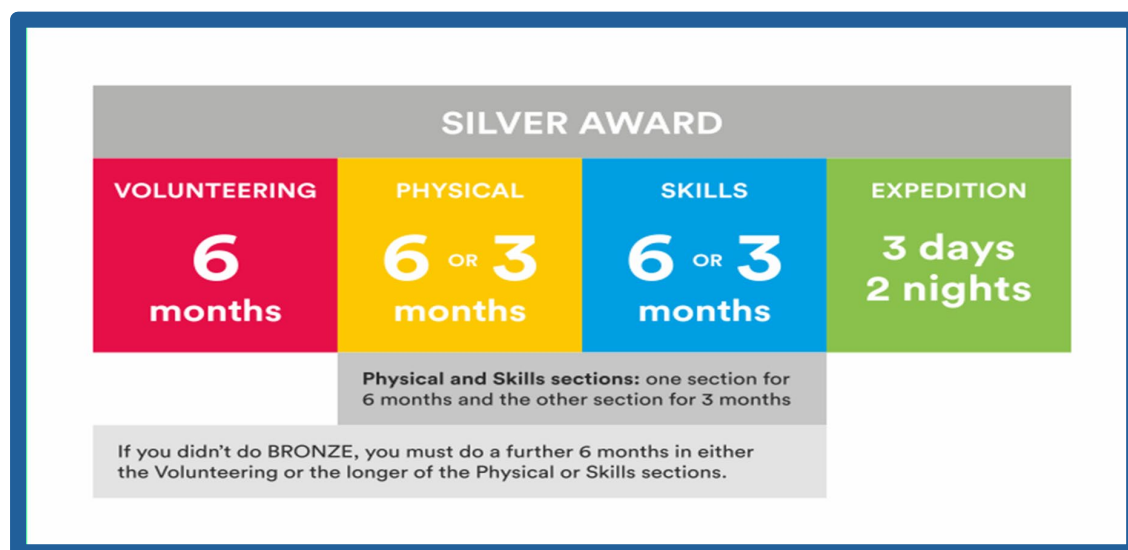 SILVER AWARD
VOLUNTEERING
6
months
PHYSICAL
6 OR 3
months
SKILLS
6 OR 3
months
EXPEDITION
3 days
2 nights
Physical and Skills sections: one section for
6 months and the other section for 3 months
If you didn't do BRONZE, you must do a further 6 months in either
the Volunteering or the longer of the Physical or Skills sections.